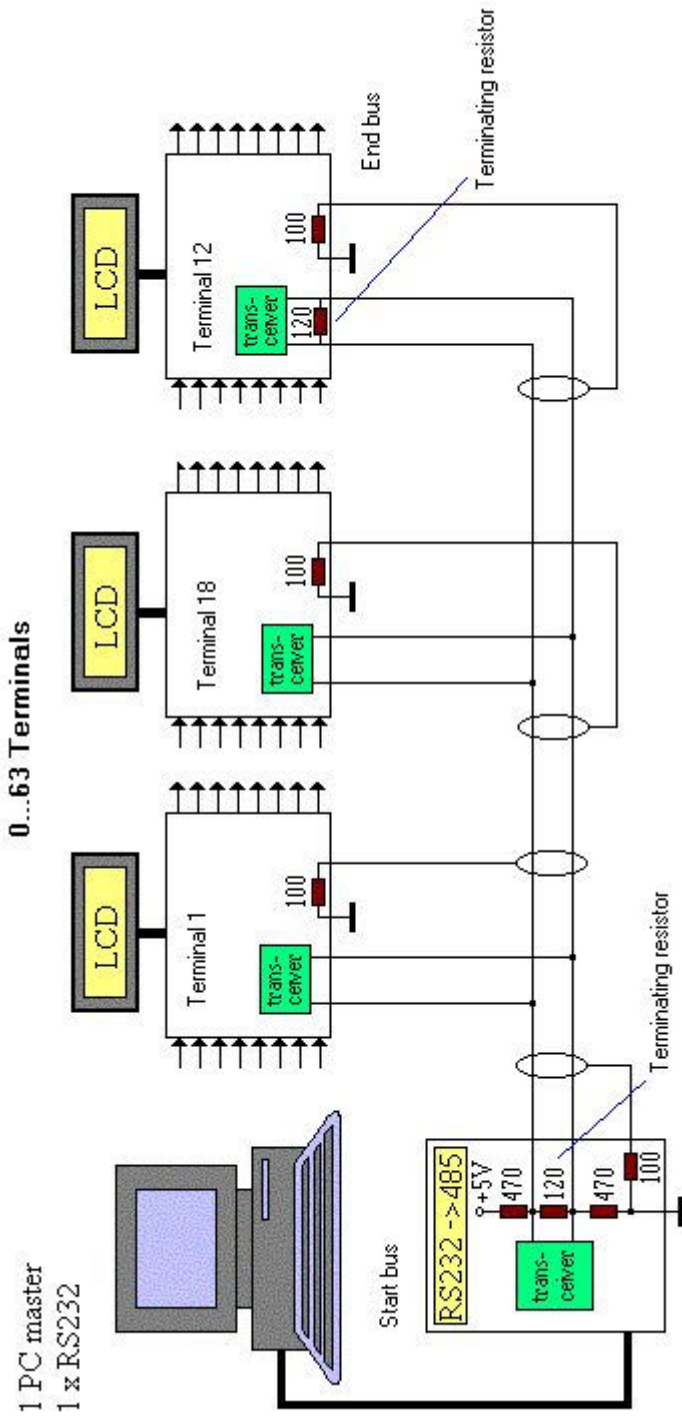 0...63 Terminals
1 PC master
1 x RS232
LCD
LCD
LCD
Terminal 1
trans-
ceiver
100
Terminal 18
trans-
ceiver
100
Terminal 12
trans-
ceiver
120
100
End bus
Terminating resistor
Start bus
RS232 ->485
+5V
470
120
470
100
trans-
ceiver
Terminating resistor